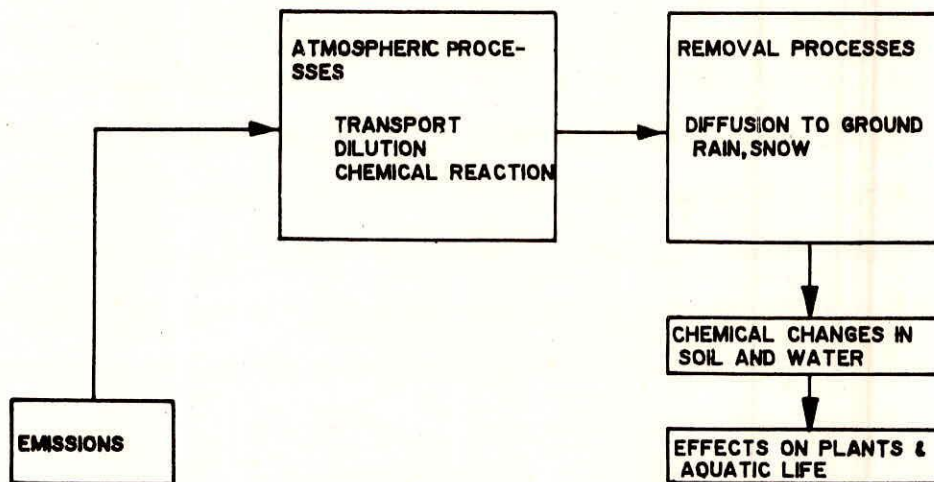 ATMOSPHERIC PROCE-
SSES
TRANSPORT
DILUTION
CHEMICAL REACTION
REMOVAL PROCESSES
DIFFUSION TO GROUND
RAIN, SNOW
CHEMICAL CHANGES IN
SOIL AND WATER
EMISSIONS
EFFECTS ON PLANTS &
AQUATIC LIFE